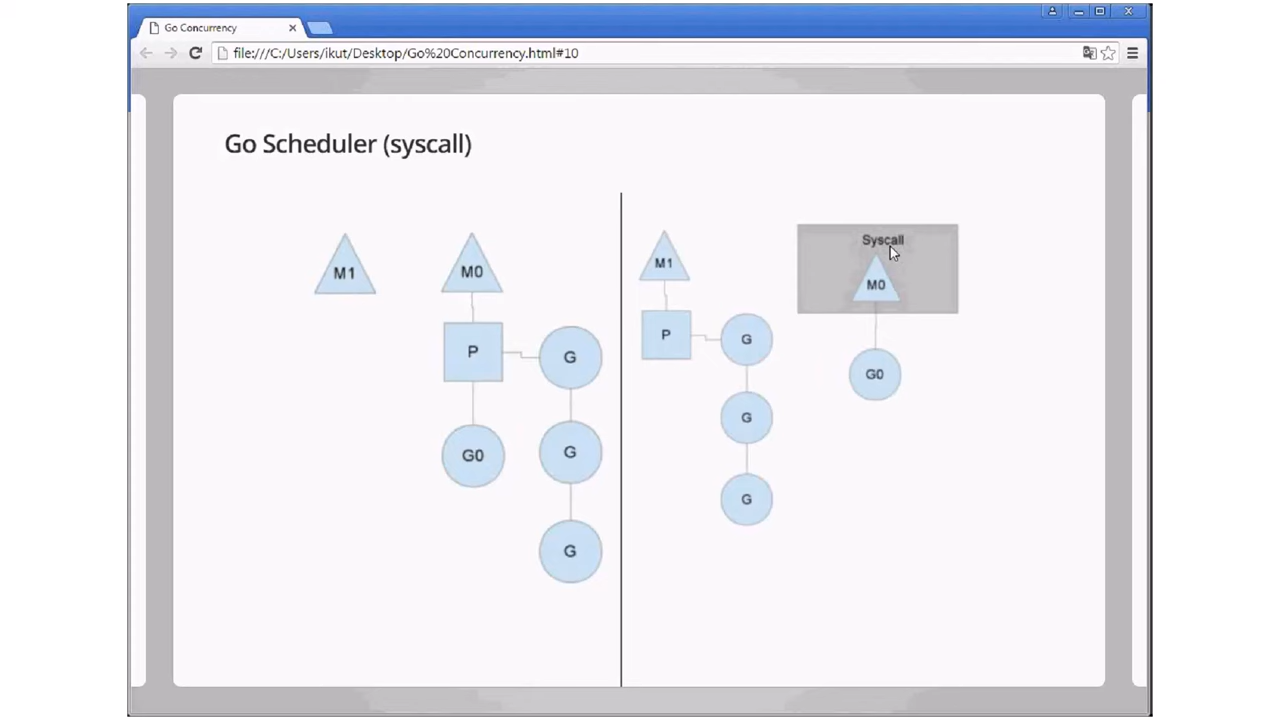 Go Concurrency
file:///C:/Users/ikut/Desktop/Go%20Concurrency.html#10
Go Scheduler (syscall)
M1
M0
P
G
G0
G
G
M1
Syscall
M0
P
G
G0
G
G